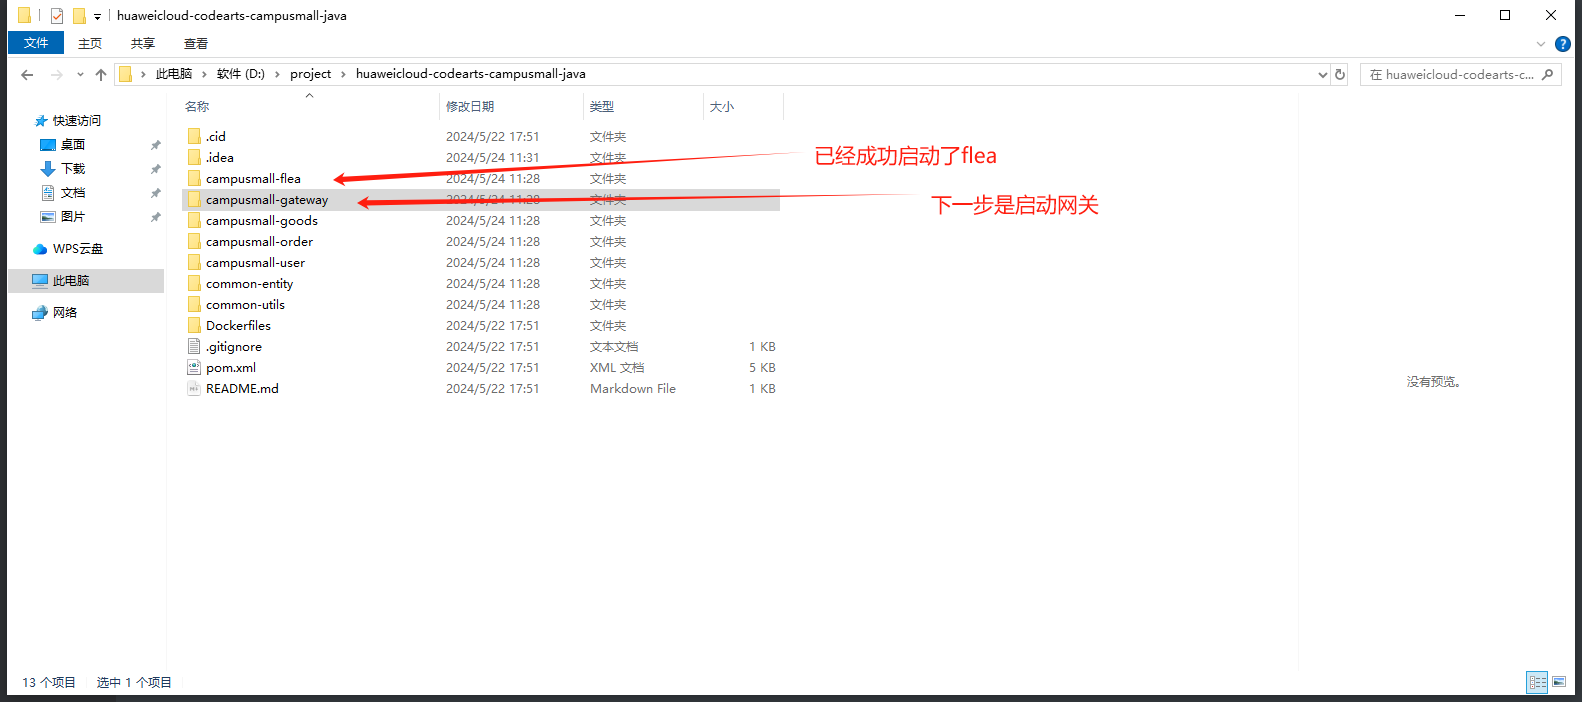 huaweicloud-codearts-campusmall-java
文件 主页 共享 查看
此电脑 软件 (D:) project huaweicloud-codearts-campusmall-java 在 huaweicloud-codearts-c...
快速访问
桌面
下载
文档
图片
WPS云盘
此电脑
网络
名称 修改日期 类型 大小
.cid 2024/5/22 17:51 文件夹
.idea 2024/5/24 11:31 文件夹
campusmall-flea 2024/5/24 11:28 文件夹
campusmall-gateway 2024/5/24 11:28 文件夹
campusmall-goods 2024/5/24 11:28 文件夹
campusmall-order 2024/5/24 11:28 文件夹
campusmall-user 2024/5/24 11:28 文件夹
common-entity 2024/5/24 11:28 文件夹
common-utils 2024/5/24 11:28 文件夹
Dockerfiles 2024/5/22 17:51 文件夹
.gitignore 2024/5/22 17:51 文本文档 1 KB
pom.xml 2024/5/22 17:51 XML 文档 5 KB
README.md 2024/5/22 17:51 Markdown File 1 KB
已经成功启动了flea
下一步是启动网关
没有预览。
13 个项目 选中 1 个项目